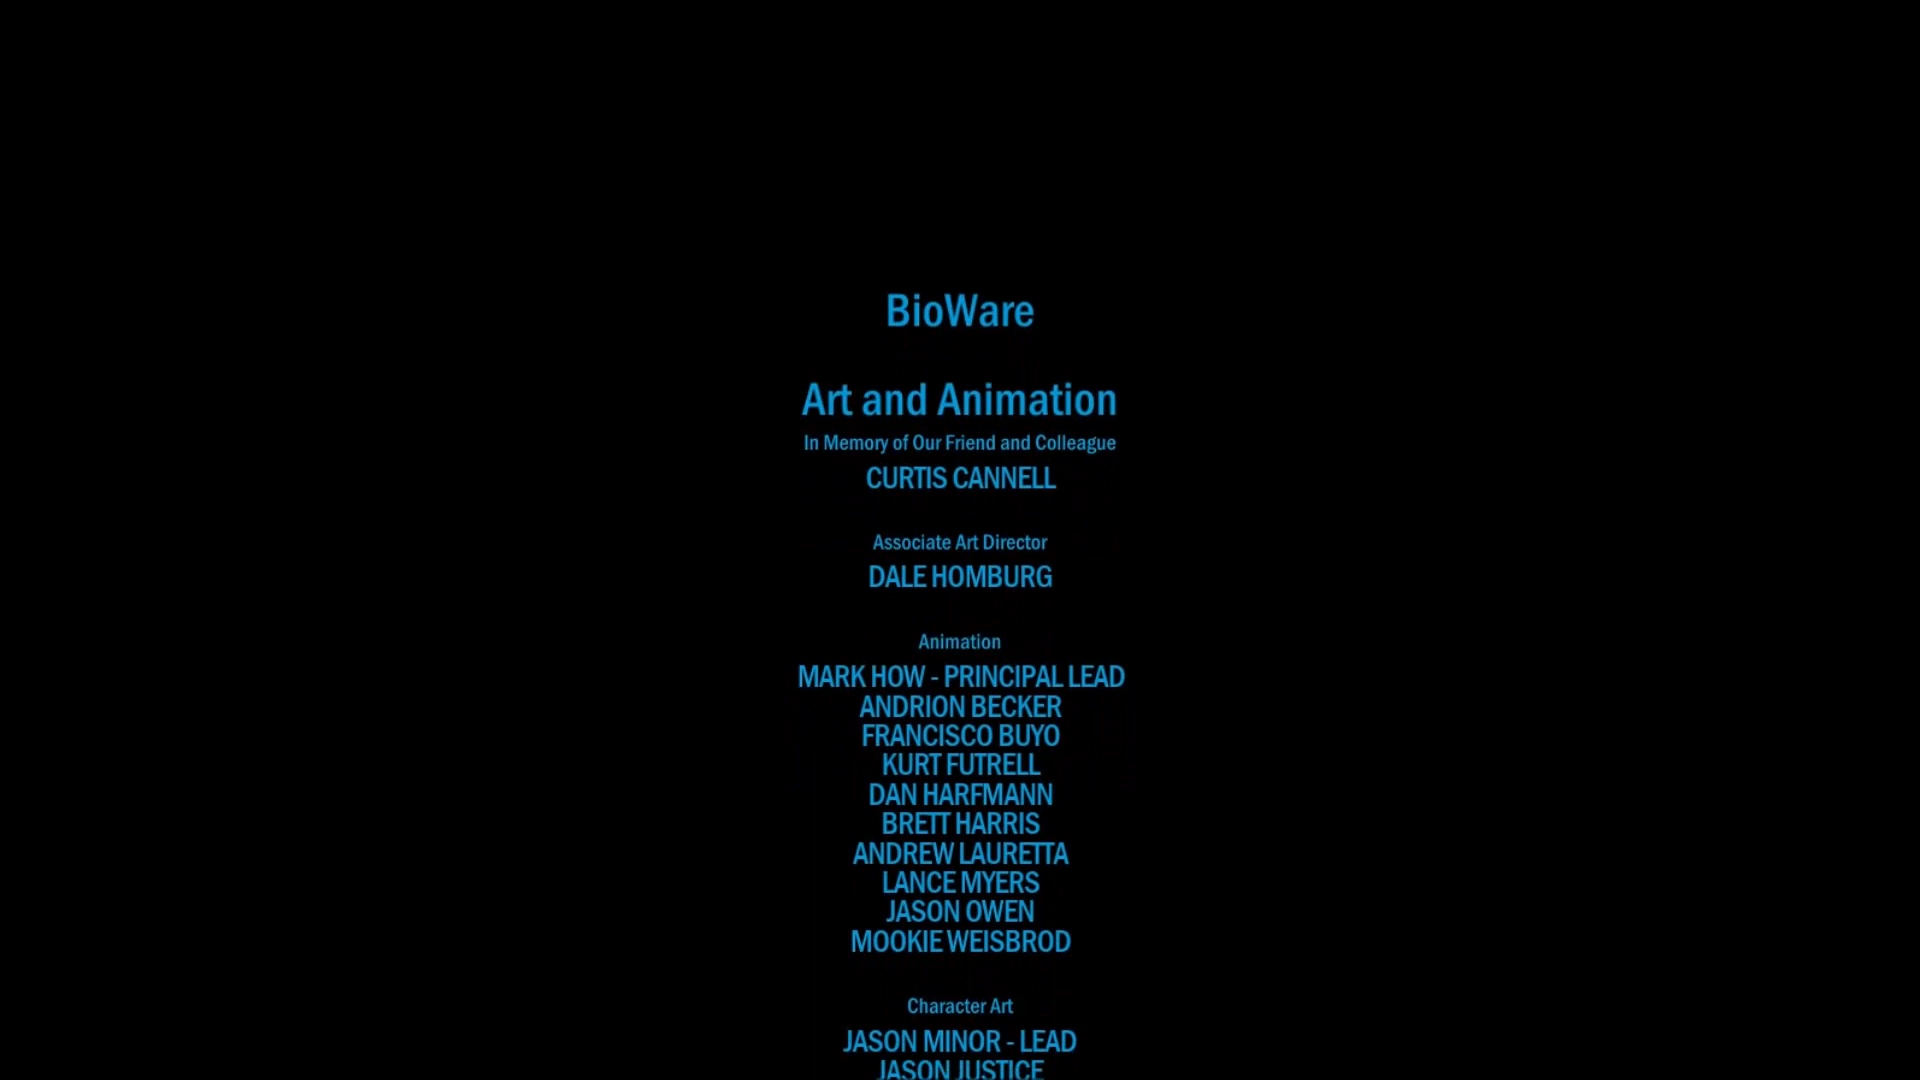 BioWare
Art and Animation
In Memory of Our Friend and Colleague
CURTIS CANNELL
Associate Art Director
DALE HOMBURG
Animation
MARK HOW - PRINCIPAL LEAD
ANDRION BECKER
FRANCISCO BUYO
KURT FUTRELL
DAN HARFMANN
BRETT HARRIS
ANDREW LAURETTA
LANCE MYERS
JASON OWEN
MOOKIE WEISBROD
Character Art
JASON MINOR - LEAD
JASON JUSTICE